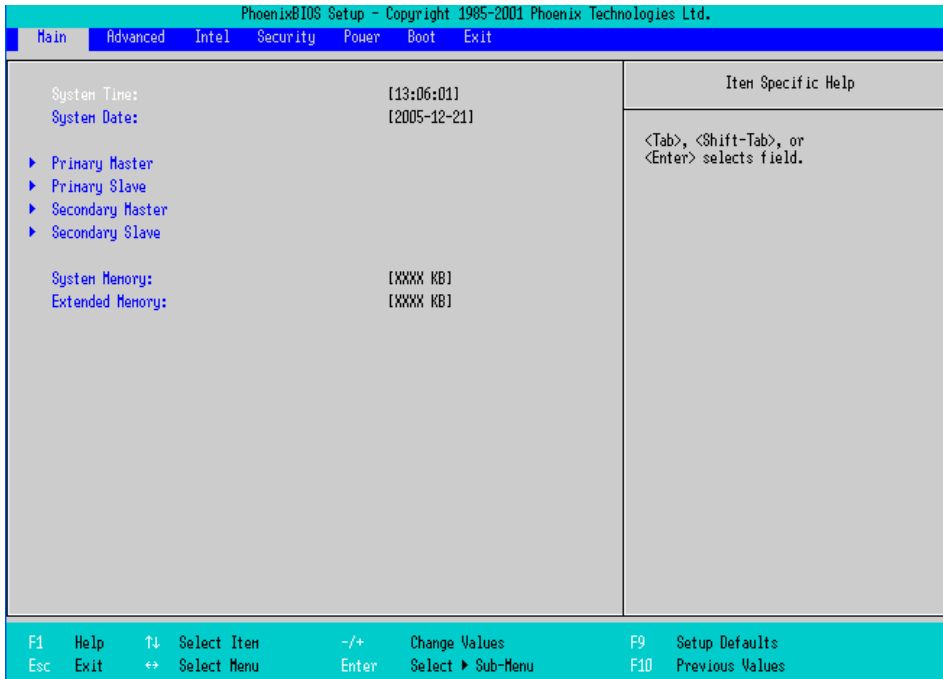 PhoenixBIOS Setup - Copyright 1985-2001 Phoenix Technologies Ltd.
Main Advanced Intel Security Power Boot Exit
Item Specific Help
System Time: [13:06:01]
System Date: [2005-12-21]
<Tab>, <Shift-Tab>, or
<Enter> selects field.
Primary Master
Primary Slave
Secondary Master
Secondary Slave
System Memory: [XXXX KB]
Extended Memory: [XXXX KB]
F1 Help ↑↓ Select Item -/+ Change Values F9 Setup Defaults
Esc Exit ↔ Select Menu Enter Select ▶ Sub-Menu F10 Previous Values